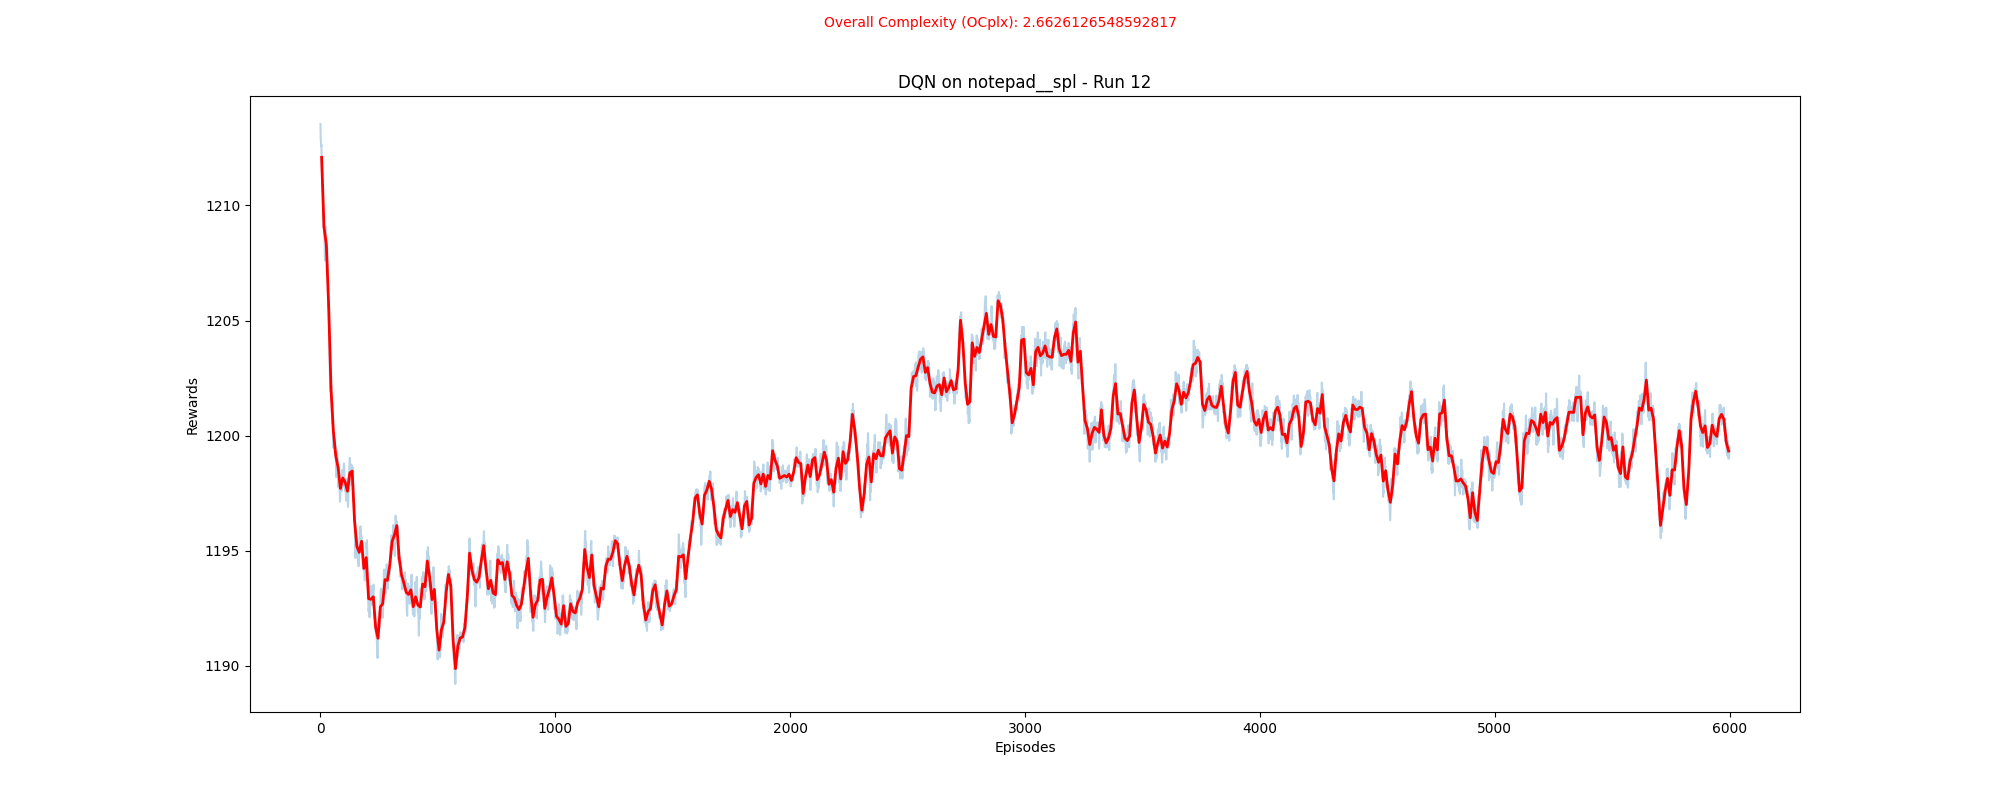 Overall Complexity (OCplx): 2.6626126548592817
DQN on notepad__spl - Run 12
Rewards
1210
1205
1200
1195
1190
0 1000 2000 3000 4000 5000 6000
Episodes